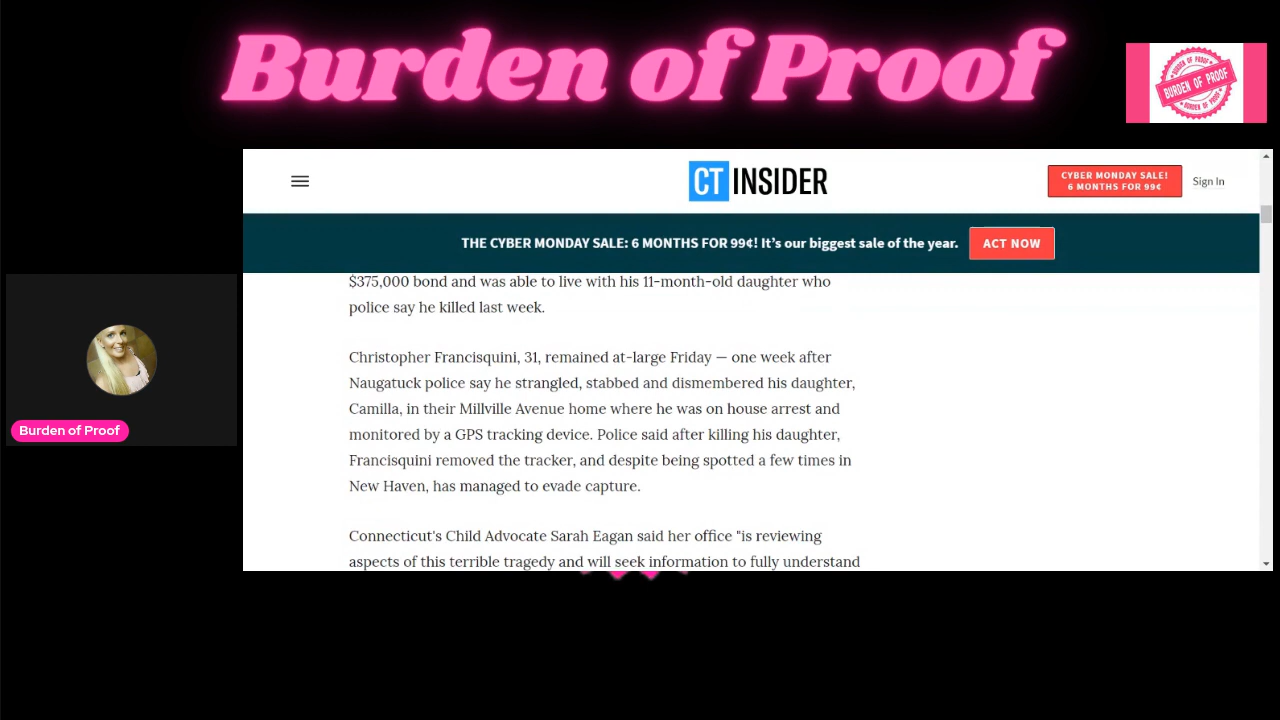 Burden of Proof
BURDEN OF PROOF
BURDEN OF PROOF
BURDEN OF PROOF
CT INSIDER
CYBER MONDAY SALE!
6 MONTHS FOR 99¢
Sign In
THE CYBER MONDAY SALE: 6 MONTHS FOR 99¢! It’s our biggest sale of the year.
ACT NOW
$375,000 bond and was able to live with his 11-month-old daughter who
police say he killed last week.
Christopher Francisquini, 31, remained at-large Friday — one week after
Naugatuck police say he strangled, stabbed and dismembered his daughter,
Camilla, in their Millville Avenue home where he was on house arrest and
monitored by a GPS tracking device. Police said after killing his daughter,
Francisquini removed the tracker, and despite being spotted a few times in
New Haven, has managed to evade capture.
Connecticut's Child Advocate Sarah Eagan said her office "is reviewing
aspects of this terrible tragedy and will seek information to fully understand
Burden of Proof